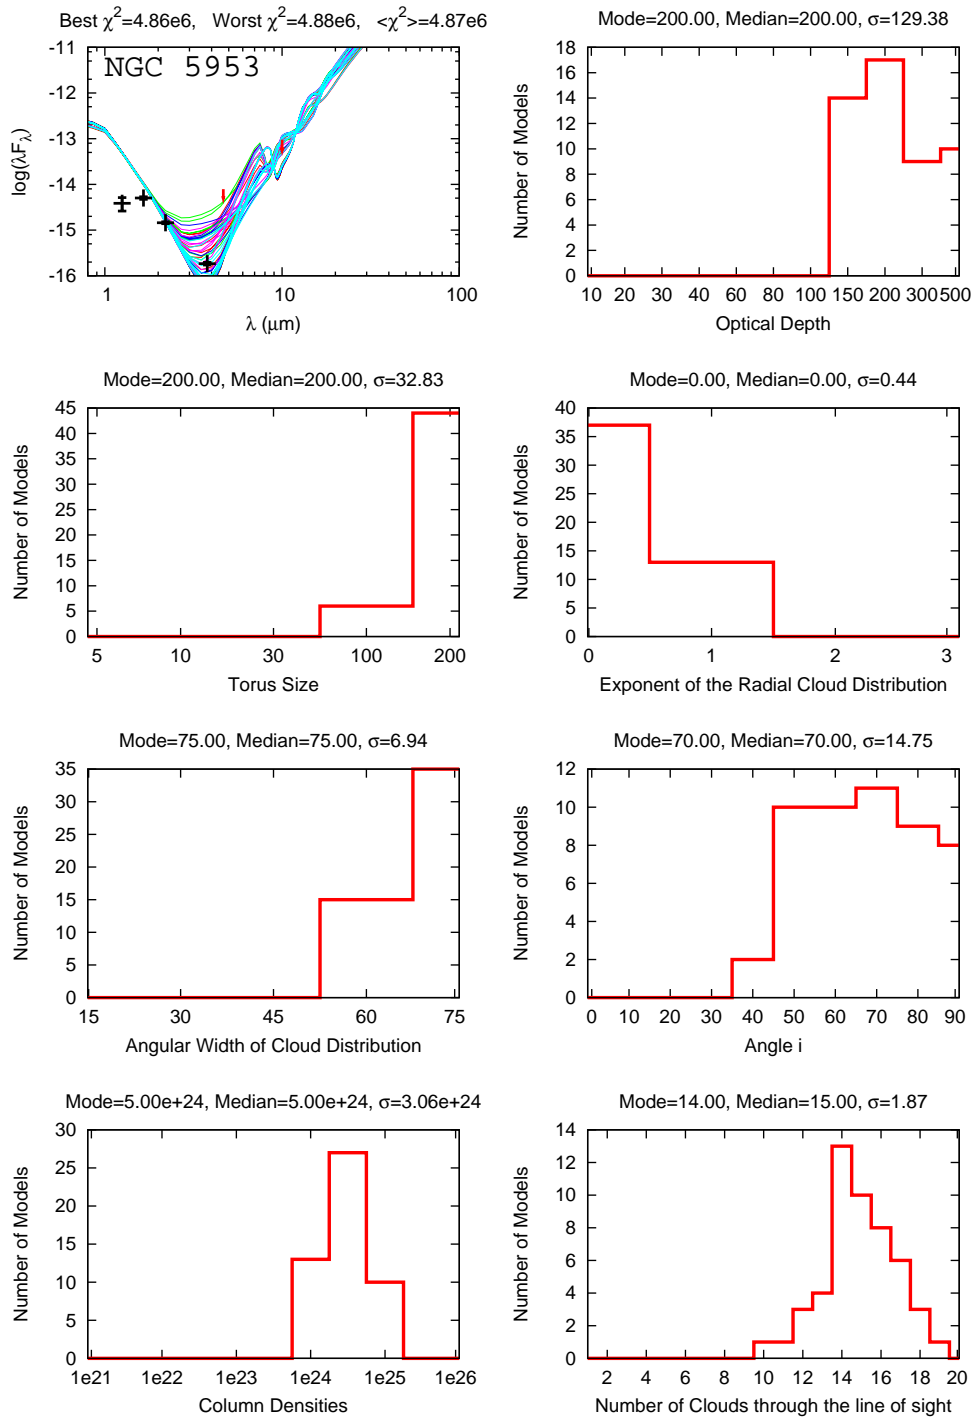 Best χ²=4.86e6, Worst χ²=4.88e6, <χ²>=4.87e6
NGC 5953
log(λFλ)
-11
-12
-13
-14
-15
-16
1 10 100
λ (μm)
Mode=200.00, Median=200.00, σ=129.38
Number of Models
18
16
14
12
10
8
6
4
2
0
10 20 30 40 60 80 100 150 200 300 500
Optical Depth
Mode=200.00, Median=200.00, σ=32.83
Number of Models
45
40
35
30
25
20
15
10
5
0
5 10 30 100 200
Torus Size
Mode=0.00, Median=0.00, σ=0.44
Number of Models
40
35
30
25
20
15
10
5
0
0 1 2 3
Exponent of the Radial Cloud Distribution
Mode=75.00, Median=75.00, σ=6.94
Number of Models
35
30
25
20
15
10
5
0
15 30 45 60 75
Angular Width of Cloud Distribution
Mode=70.00, Median=70.00, σ=14.75
Number of Models
12
10
8
6
4
2
0
0 10 20 30 40 50 60 70 80 90
Angle i
Mode=5.00e+24, Median=5.00e+24, σ=3.06e+24
Number of Models
30
25
20
15
10
5
0
1e21 1e22 1e23 1e24 1e25 1e26
Column Densities
Mode=14.00, Median=15.00, σ=1.87
Number of Models
14
12
10
8
6
4
2
0
2 4 6 8 10 12 14 16 18 20
Number of Clouds through the line of sight